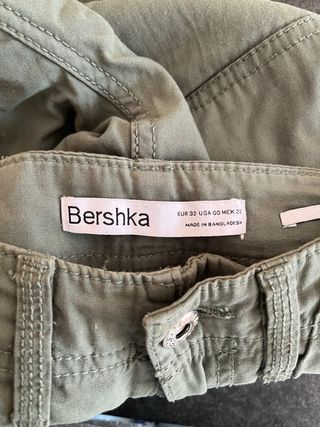 Bershka
EUR 32 USA 00 MEX 22
MADE IN BANGLADESH